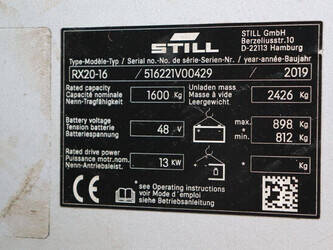 STILL
STILL GmbH
Berzeliusstr.10
D-22113 Hamburg
Type-Modèle-Typ / Serial no.-No. de série-Serien-Nr. / year-année-Baujahr
RX20-16 / 516221V00429 / 2019
Rated capacity
Capacité nominale
Nenn-Tragfähigkeit
1600 Kg
Unladen mass
Masse à vide
Leergewicht
2426 Kg
Battery voltage
Tension batterie
Batteriespannung
48 V
max. * 898 Kg
min. * 812 Kg
Rated drive power
Puissance motr.nom.
Nenn-Antriebsleist.
13 KW
* see Operating instructions
voir Mode d'emploi
siehe Betriebsanleitung
CE